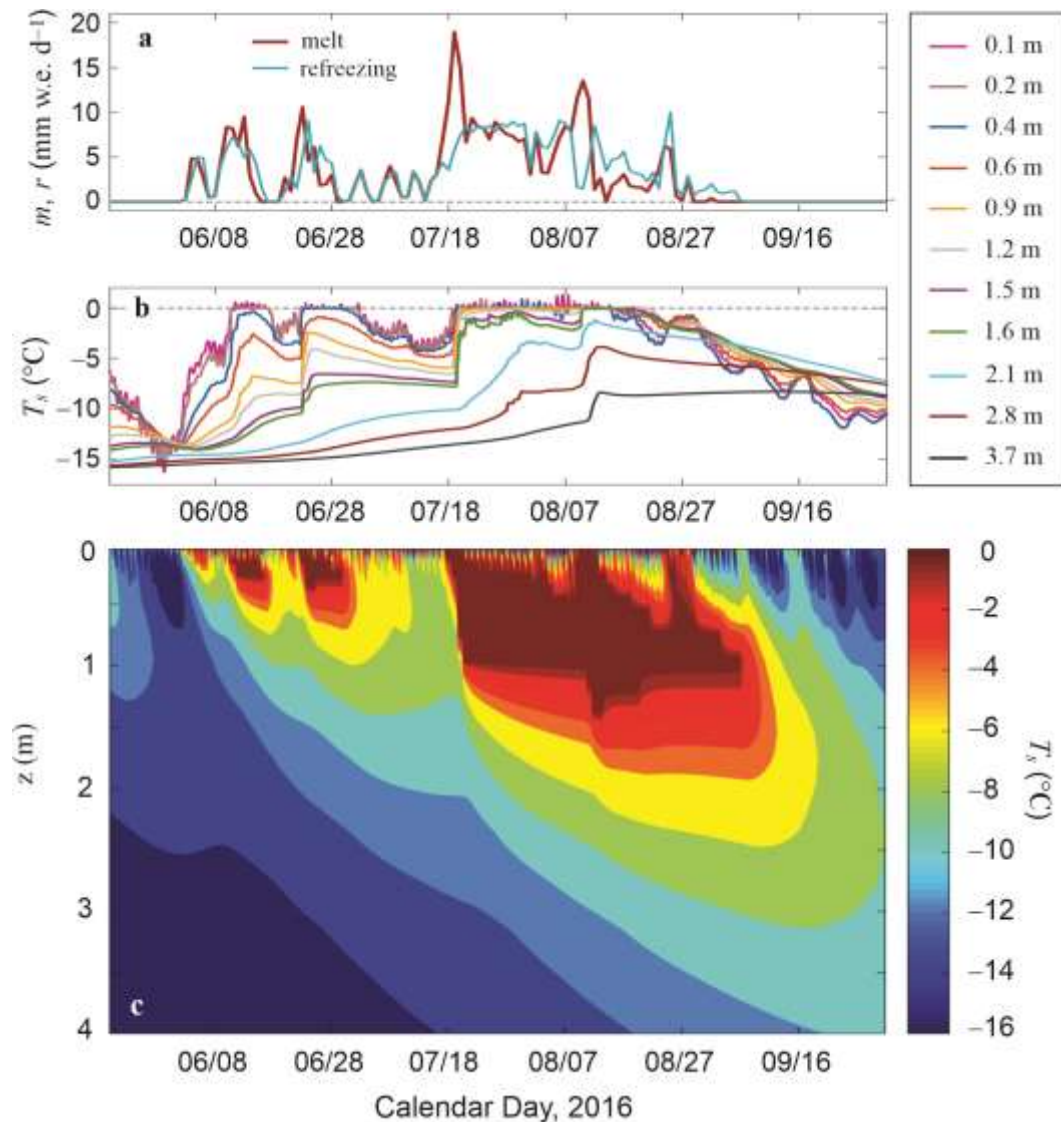 a
melt
refreezing
m, r (mm w.e. d⁻¹)
20
15
10
5
0
06/08 06/28 07/18 08/07 08/27 09/16
b
Tₛ (°C)
0
−5
−10
−15
06/08 06/28 07/18 08/07 08/27 09/16
0.1 m
0.2 m
0.4 m
0.6 m
0.9 m
1.2 m
1.5 m
1.6 m
2.1 m
2.8 m
3.7 m
c
z (m)
0
1
2
3
4
06/08 06/28 07/18 08/07 08/27 09/16
Calendar Day, 2016
0
−2
−4
−6
−8
−10
−12
−14
−16
Tₛ (°C)